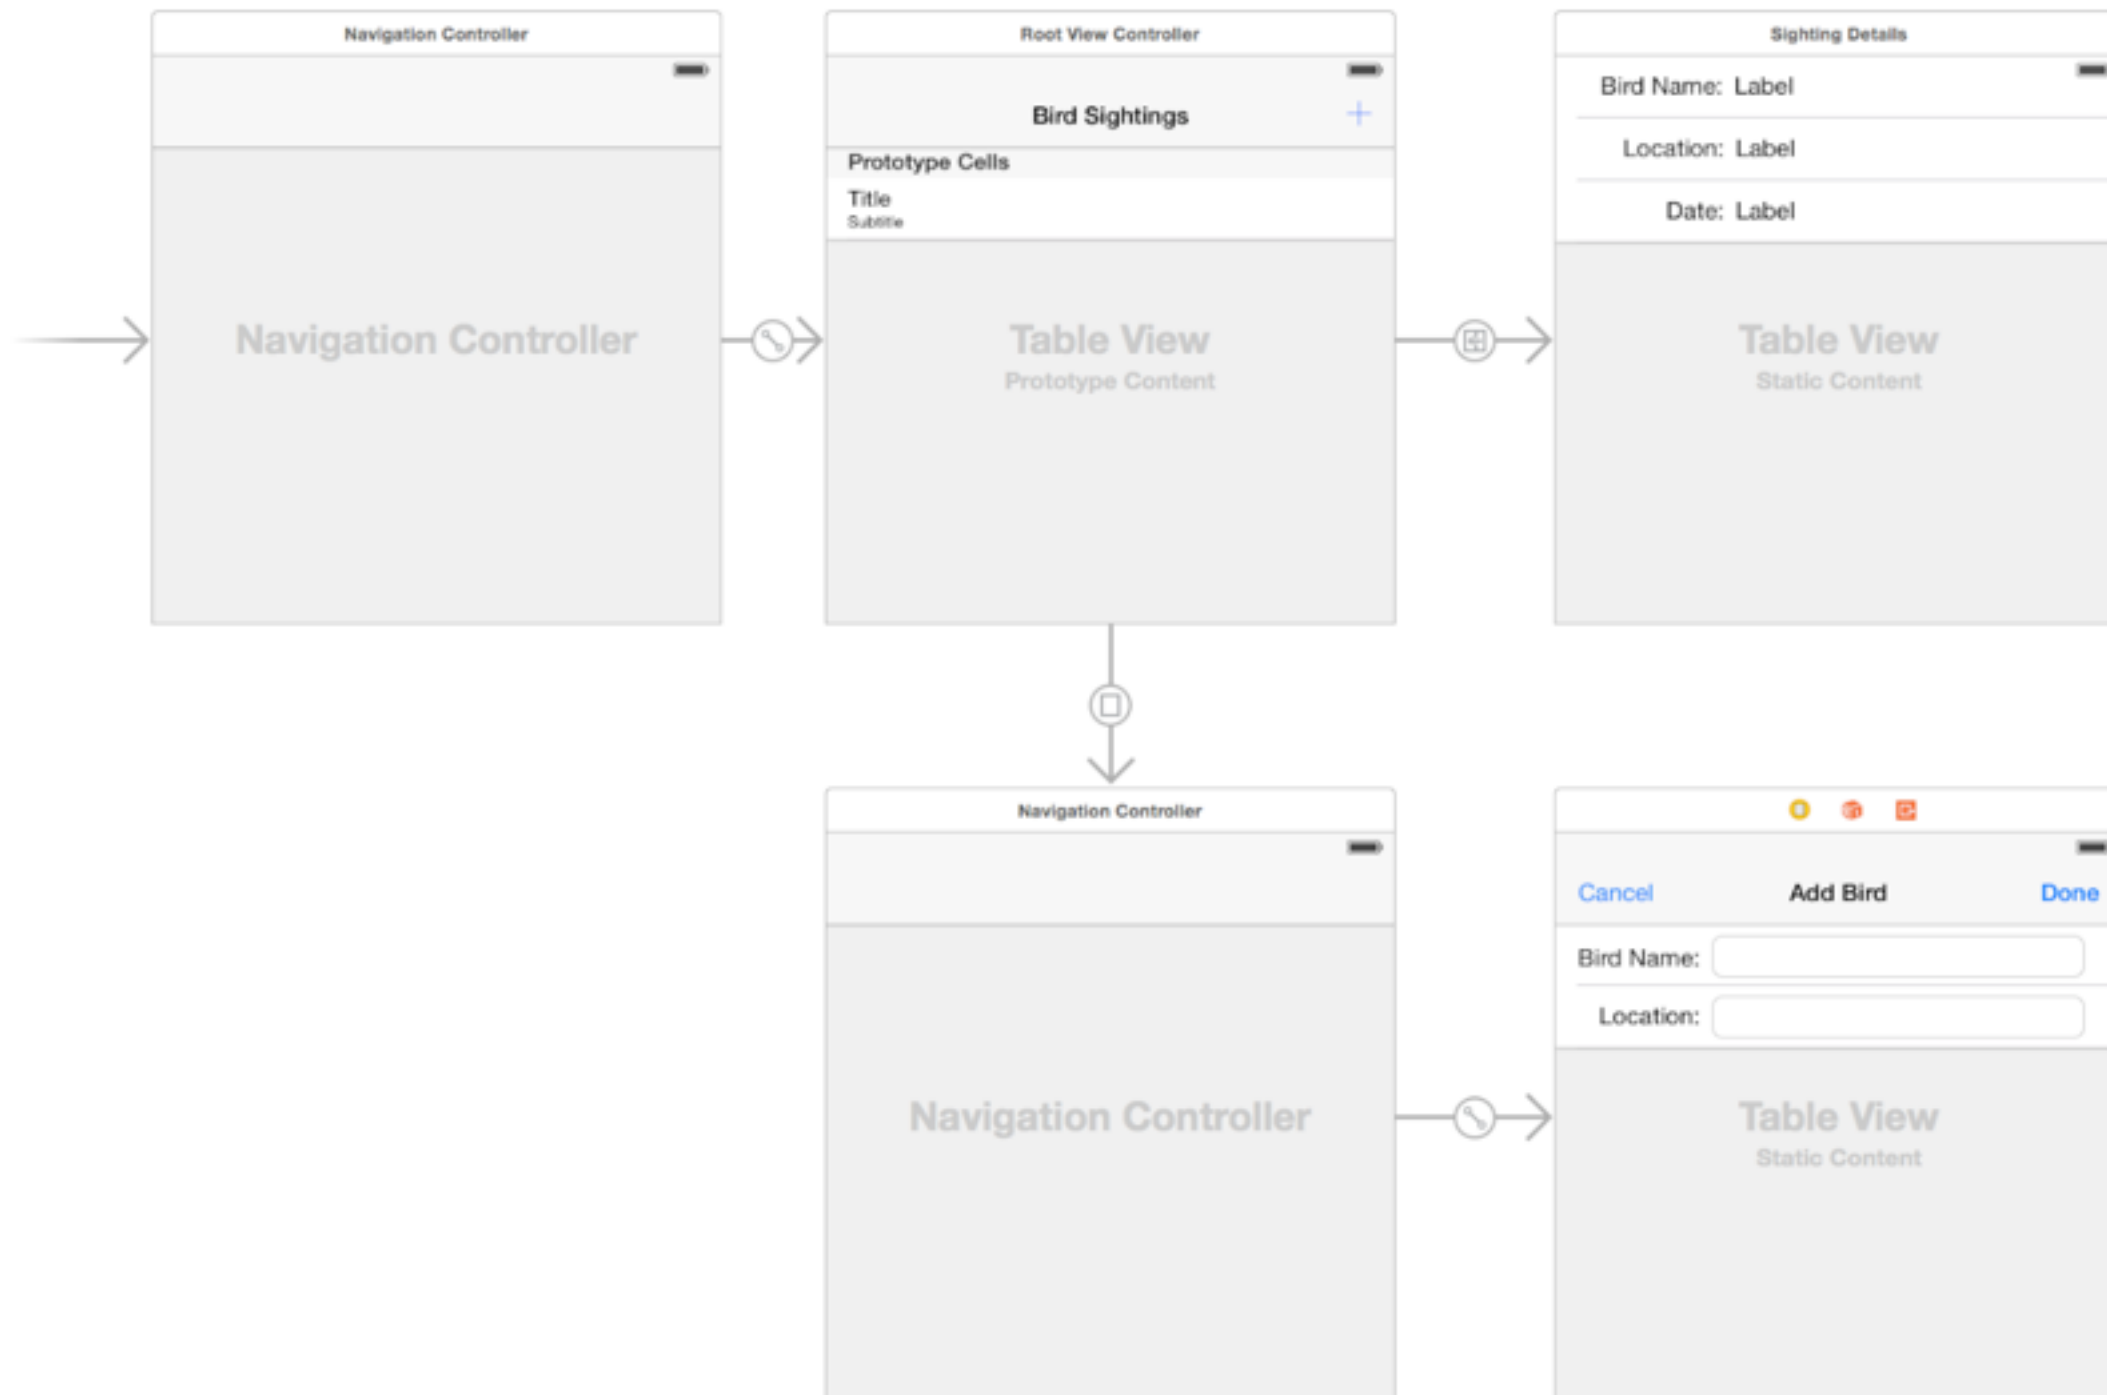 Navigation Controller
Navigation Controller
Root View Controller
Bird Sightings +
Prototype Cells
Title
Subtitle
Table View
Prototype Content
Sighting Details
Bird Name: Label
Location: Label
Date: Label
Table View
Static Content
Navigation Controller
Navigation Controller
Cancel Add Bird Done
Bird Name:
Location:
Table View
Static Content